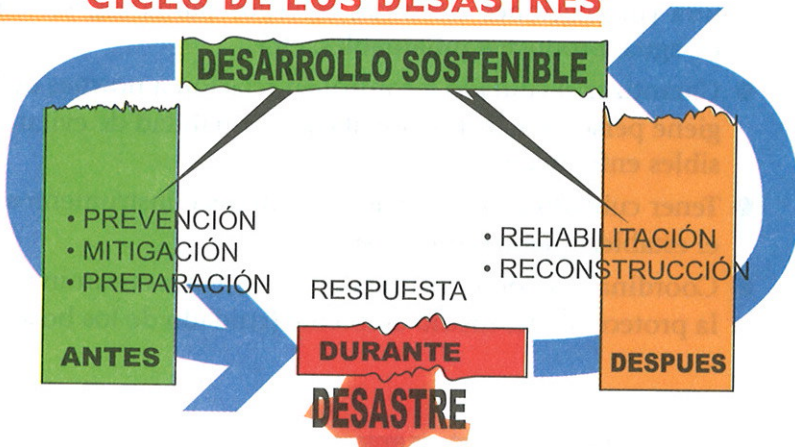 CICLO DE LOS DESASTRES
DESARROLLO SOSTENIBLE
• PREVENCIÓN
• MITIGACIÓN
• PREPARACIÓN
• REHABILITACIÓN
• RECONSTRUCCIÓN
RESPUESTA
ANTES
DURANTE
DESPUES
DESASTRE